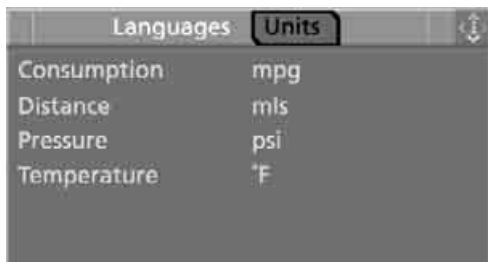 Languages Units
Consumption mpg
Distance mls
Pressure psi
Temperature °F